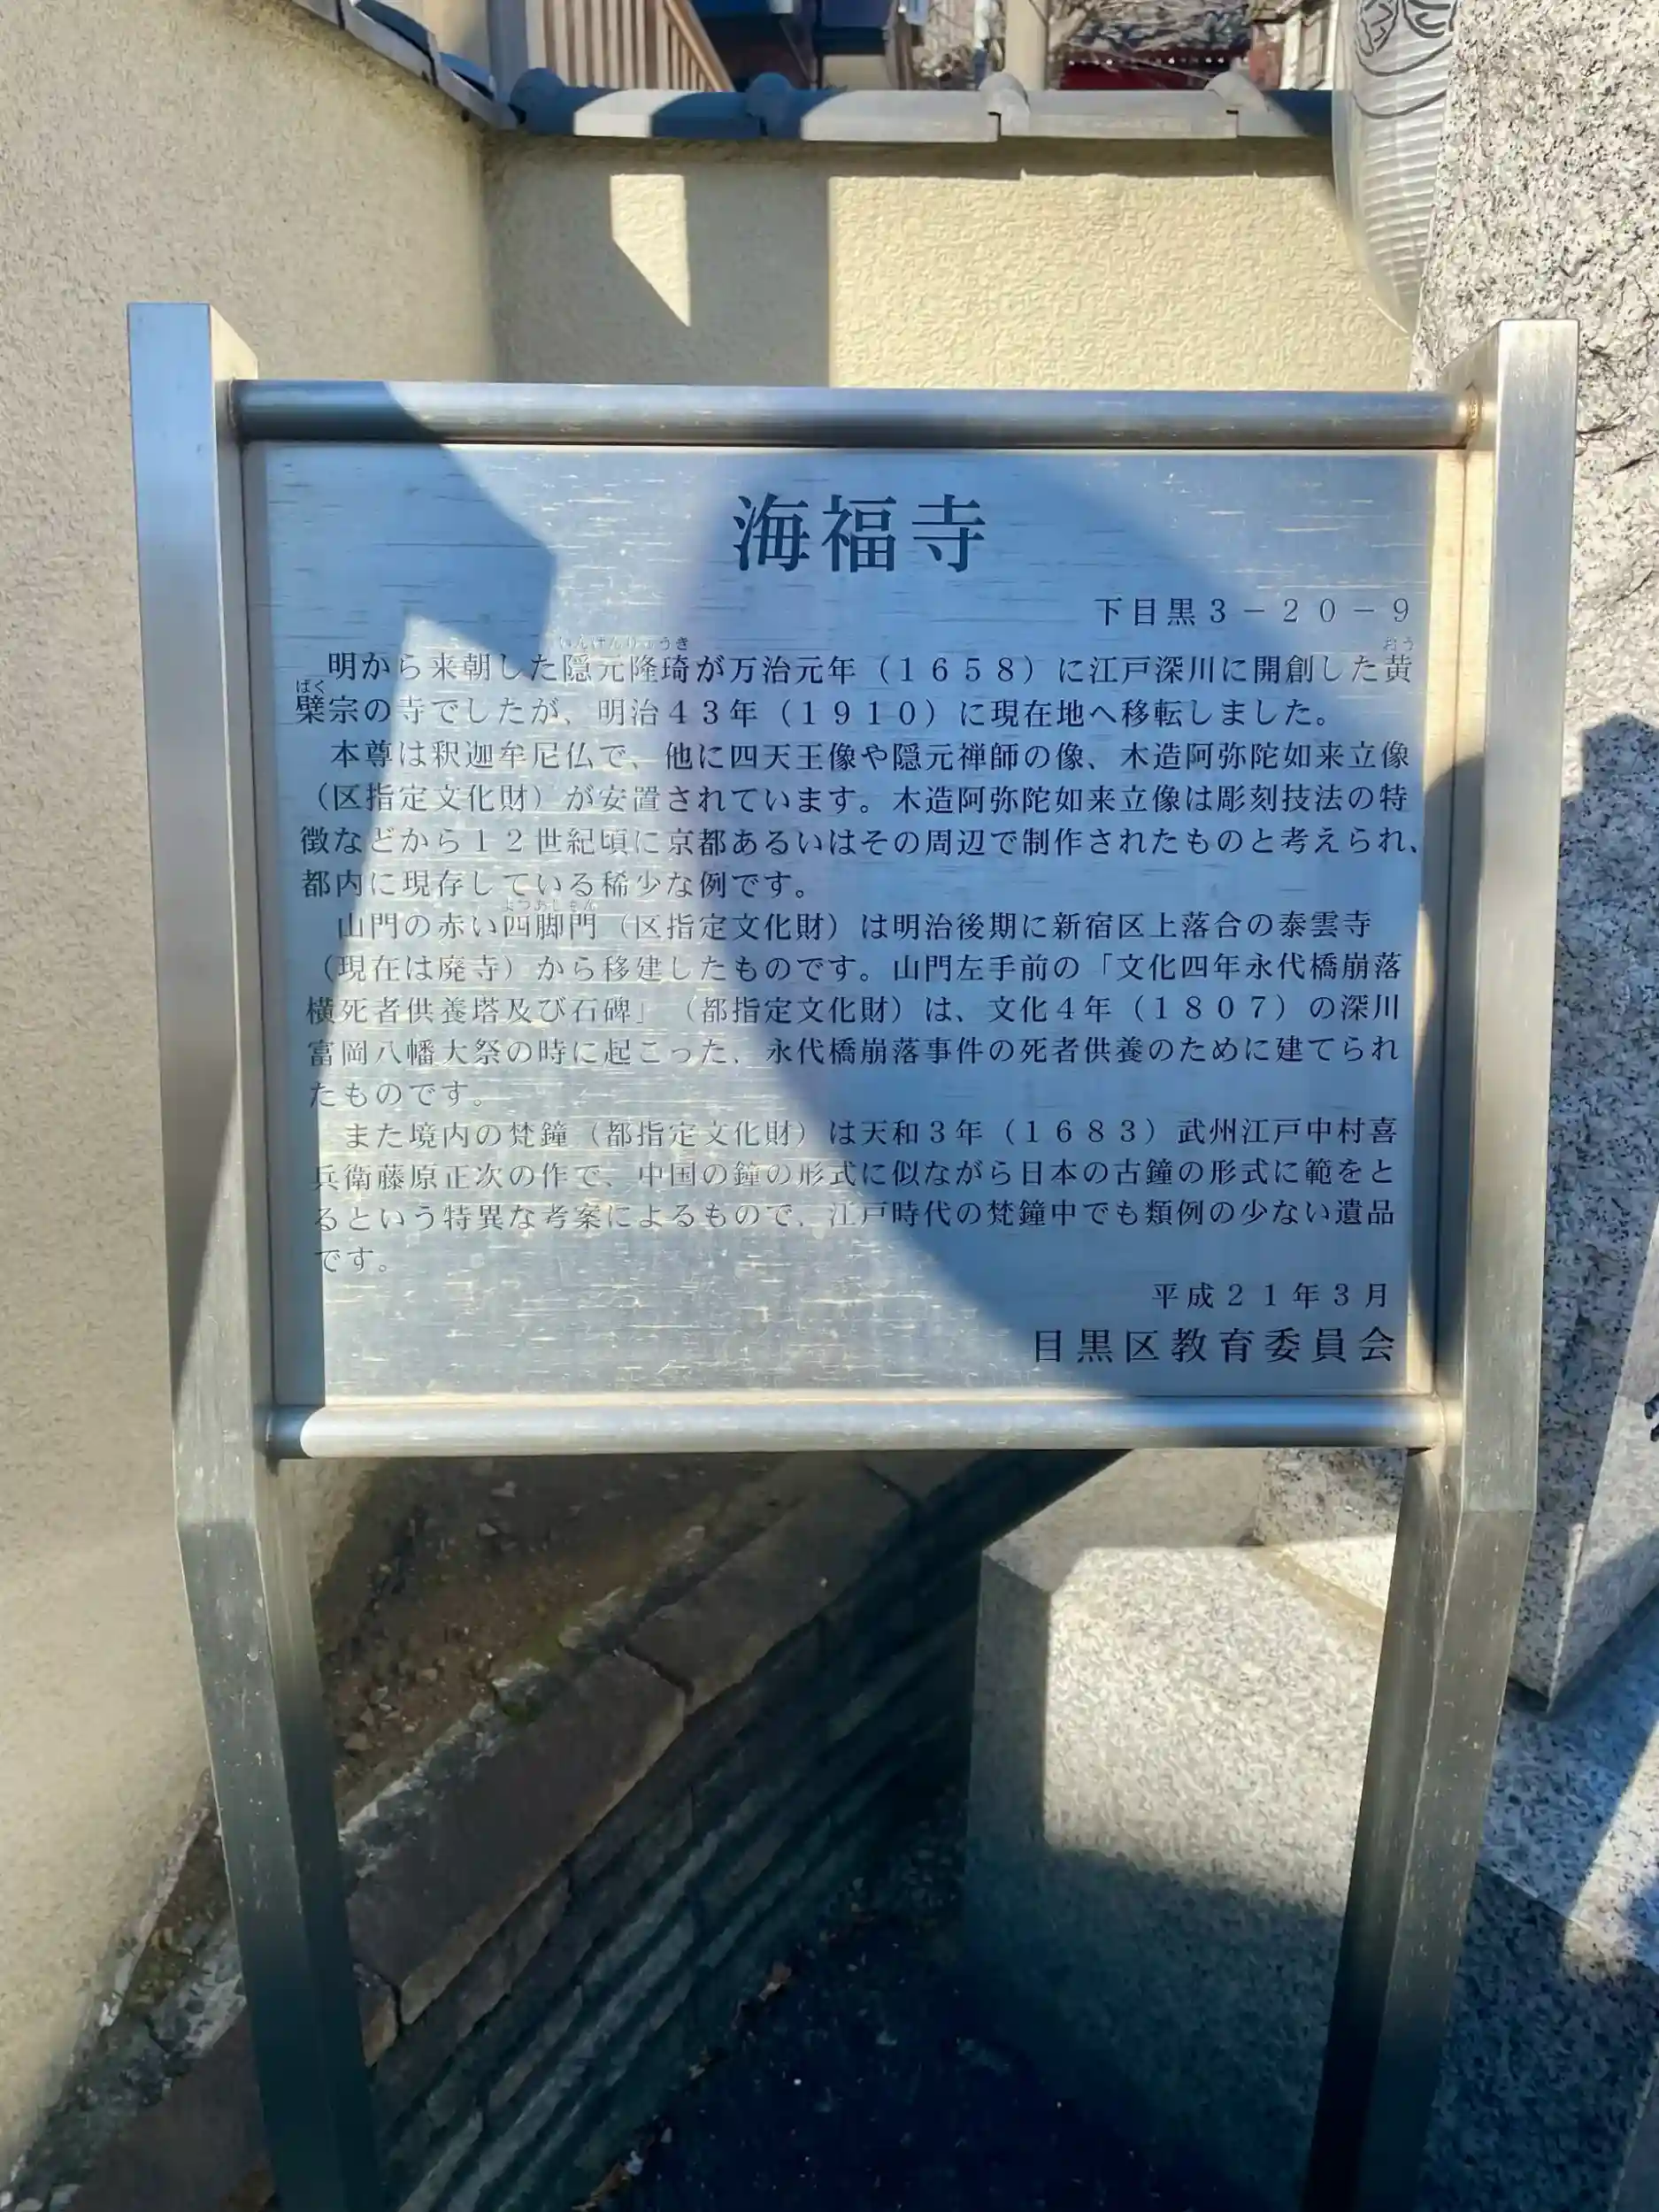 海福寺
下目黒３－２０－９
いんげんりゅうき
おう
明から来朝した隠元隆琦が万治元年（１６５８）に江戸深川に開創した黄
ばく
檗宗の寺でしたが、明治４３年（１９１０）に現在地へ移転しました。
本尊は釈迦牟尼仏で、他に四天王像や隠元禅師の像、木造阿弥陀如来立像
（区指定文化財）が安置されています。木造阿弥陀如来立像は彫刻技法の特
徴などから１２世紀頃に京都あるいはその周辺で制作されたものと考えられ、
都内に現存している稀少な例です。
よつあしもん
山門の赤い四脚門（区指定文化財）は明治後期に新宿区上落合の泰雲寺
（現在は廃寺）から移建したものです。山門左手前の「文化四年永代橋崩落
横死者供養塔及び石碑」（都指定文化財）は、文化４年（１８０７）の深川
富岡八幡大祭の時に起こった、永代橋崩落事件の死者供養のために建てられ
たものです。
また境内の梵鐘（都指定文化財）は天和３年（１６８３）武州江戸中村喜
兵衛藤原正次の作で、中国の鐘の形式に似ながら日本の古鐘の形式に範をと
るという特異な考案によるもので、江戸時代の梵鐘中でも類例の少ない遺品
です。
平成２１年３月
目黒区教育委員会